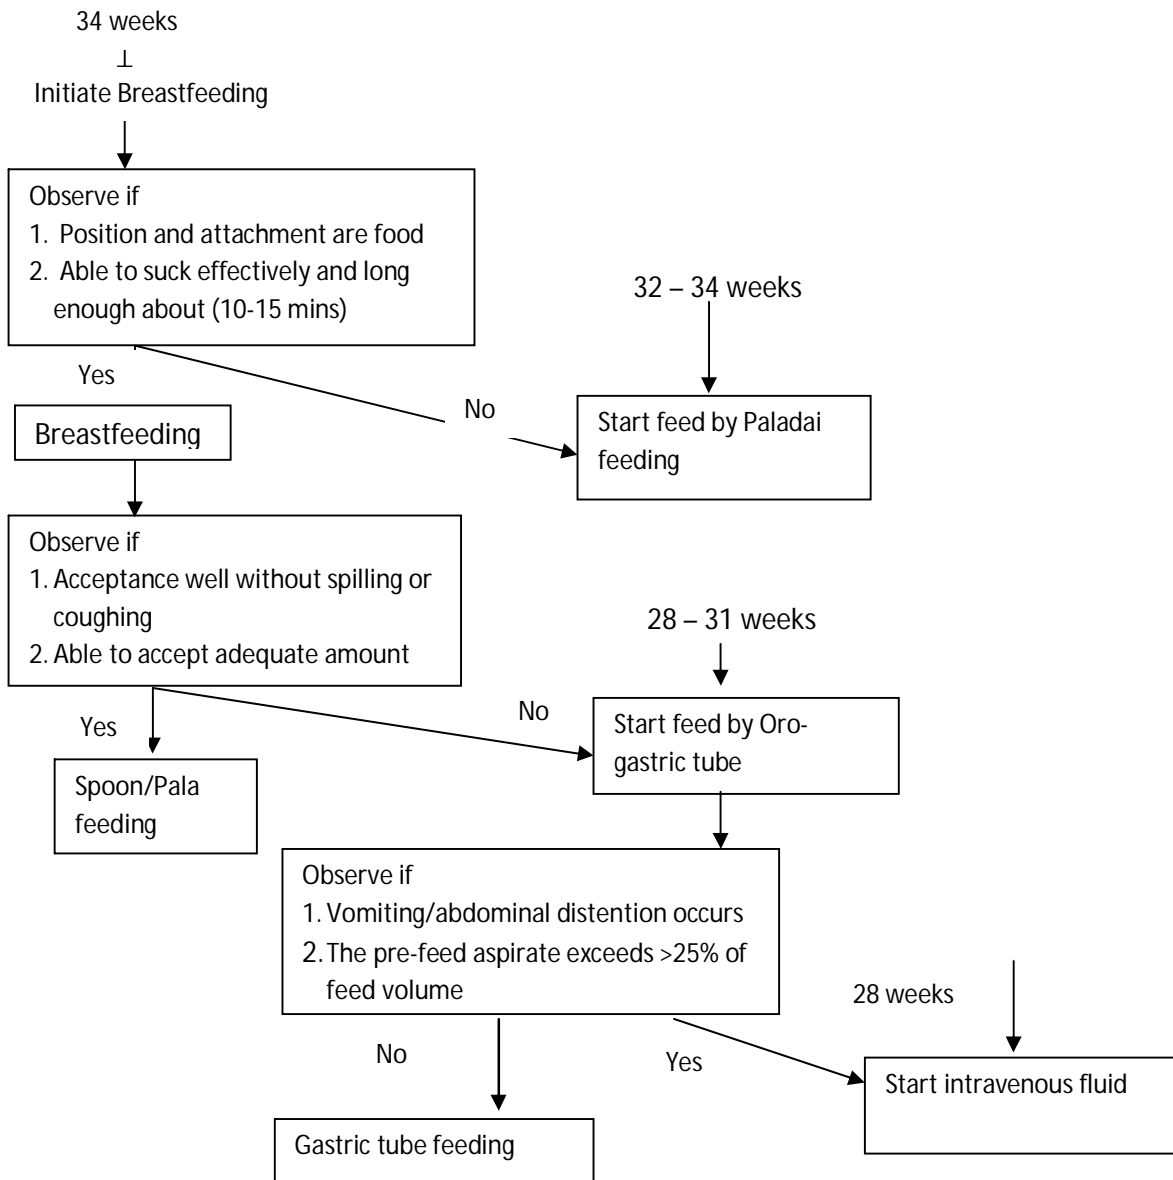 34 weeks
⊥
Initiate Breastfeeding
Observe if
1. Position and attachment are food
2. Able to suck effectively and long
enough about (10-15 mins)
32 – 34 weeks
Yes
No
Breastfeeding
Start feed by Paladai
feeding
Observe if
1. Acceptance well without spilling or
coughing
2. Able to accept adequate amount
28 – 31 weeks
Yes
No
Start feed by Oro-
gastric tube
Spoon/Pala
feeding
Observe if
1. Vomiting/abdominal distention occurs
2. The pre-feed aspirate exceeds >25% of
feed volume
28 weeks
No
Yes
Start intravenous fluid
Gastric tube feeding